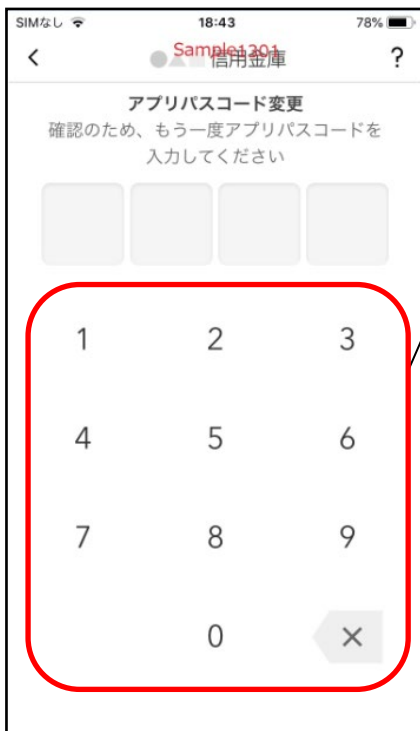 SIMなし 18:43 78%
< ●▲■信用金庫 ?
Sample1201
アプリパスコード変更
確認のため、もう一度アプリパスコードを
入力してください
1 2 3
4 5 6
7 8 9
0 ×